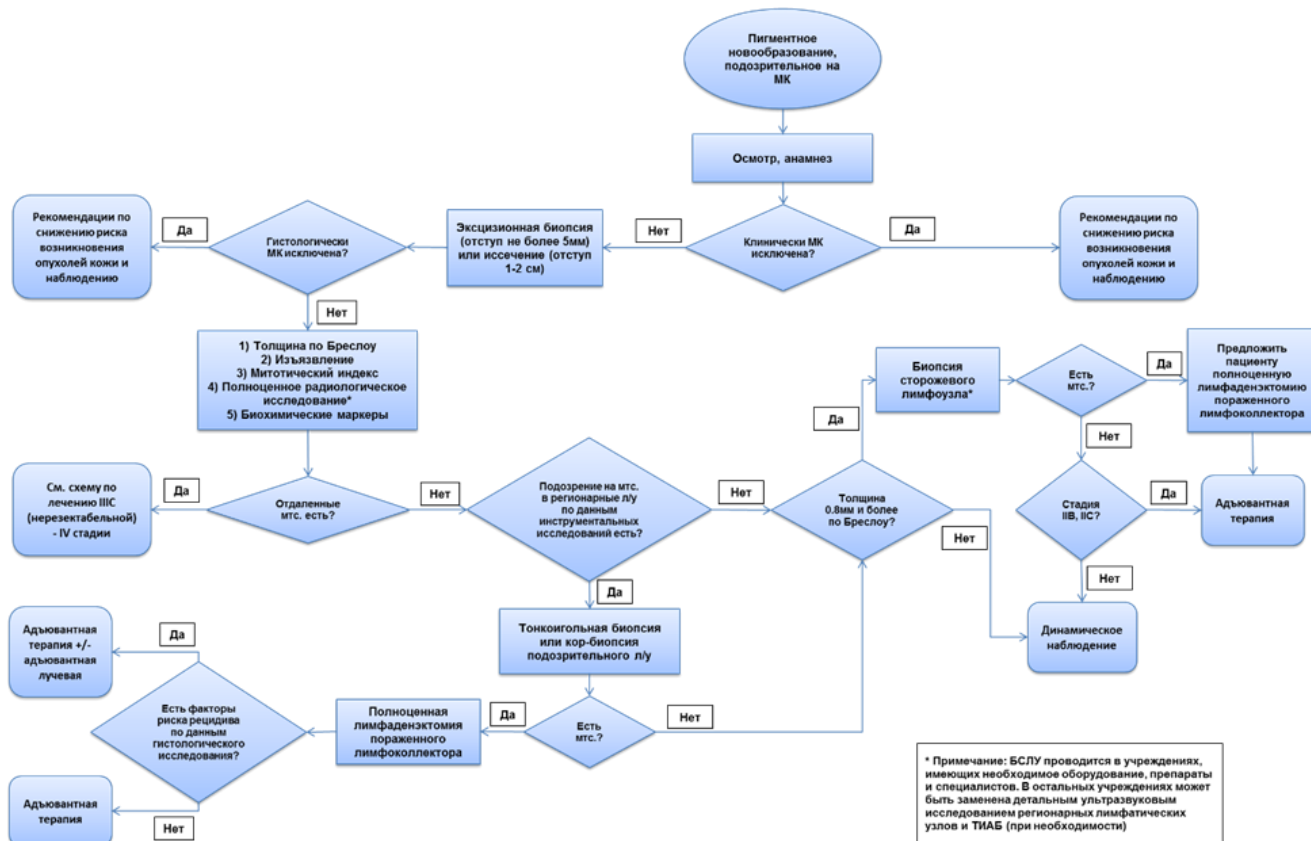 Пигментное
новообразование,
подозрительное на
МК
Осмотр, анамнез
Рекомендации по
снижению риска
возникновения
опухолей кожи и
наблюдению
Да
Гистологически
МК исключена?
Эксцизионная биопсия
(отступ не более 5мм)
или иссечение (отступ
1-2 см)
Нет
Клинически МК
исключена?
Да
Рекомендации по
снижению риска
возникновения
опухолей кожи и
наблюдению
Нет
1) Толщина по Бреслоу
2) Изъязвление
3) Митотический индекс
4) Полноценное радиологическое
исследование*
5) Биохимические маркеры
Биопсия
сторожевого
лимфоузла*
Есть
мтс.?
Да
Предложить
пациенту
полноценную
лимфаденэктомию
пораженного
лимфоколлектора
Да
Нет
См. схему по
лечению IIIC
(нерезектабельной)
- IV стадии
Да
Отдаленные
мтс. есть?
Нет
Подозрение на мтс.
в регионарные л/у
по данным
инструментальных
исследований есть?
Нет
Толщина
0.8мм и более
по Бреслоу?
Нет
Стадия
IIB, IIC?
Да
Адъювантная
терапия
Да
Нет
Тонкоигольная биопсия
или кор-биопсия
подозрительного л/у
Динамическое
наблюдение
Адъювантная
терапия +/-
адъювантная
лучевая
Да
Есть факторы
риска рецидива
по данным
гистологического
исследования?
Полноценная
лимфаденэктомия
пораженного
лимфоколлектора
Да
Есть
мтс.?
Нет
Адъювантная
терапия
Нет
* Примечание: БСЛУ проводится в учреждениях,
имеющих необходимое оборудование, препараты
и специалистов. В остальных учреждениях может
быть заменена детальным ультразвуковым
исследованием регионарных лимфатических
узлов и ТИАБ (при необходимости)